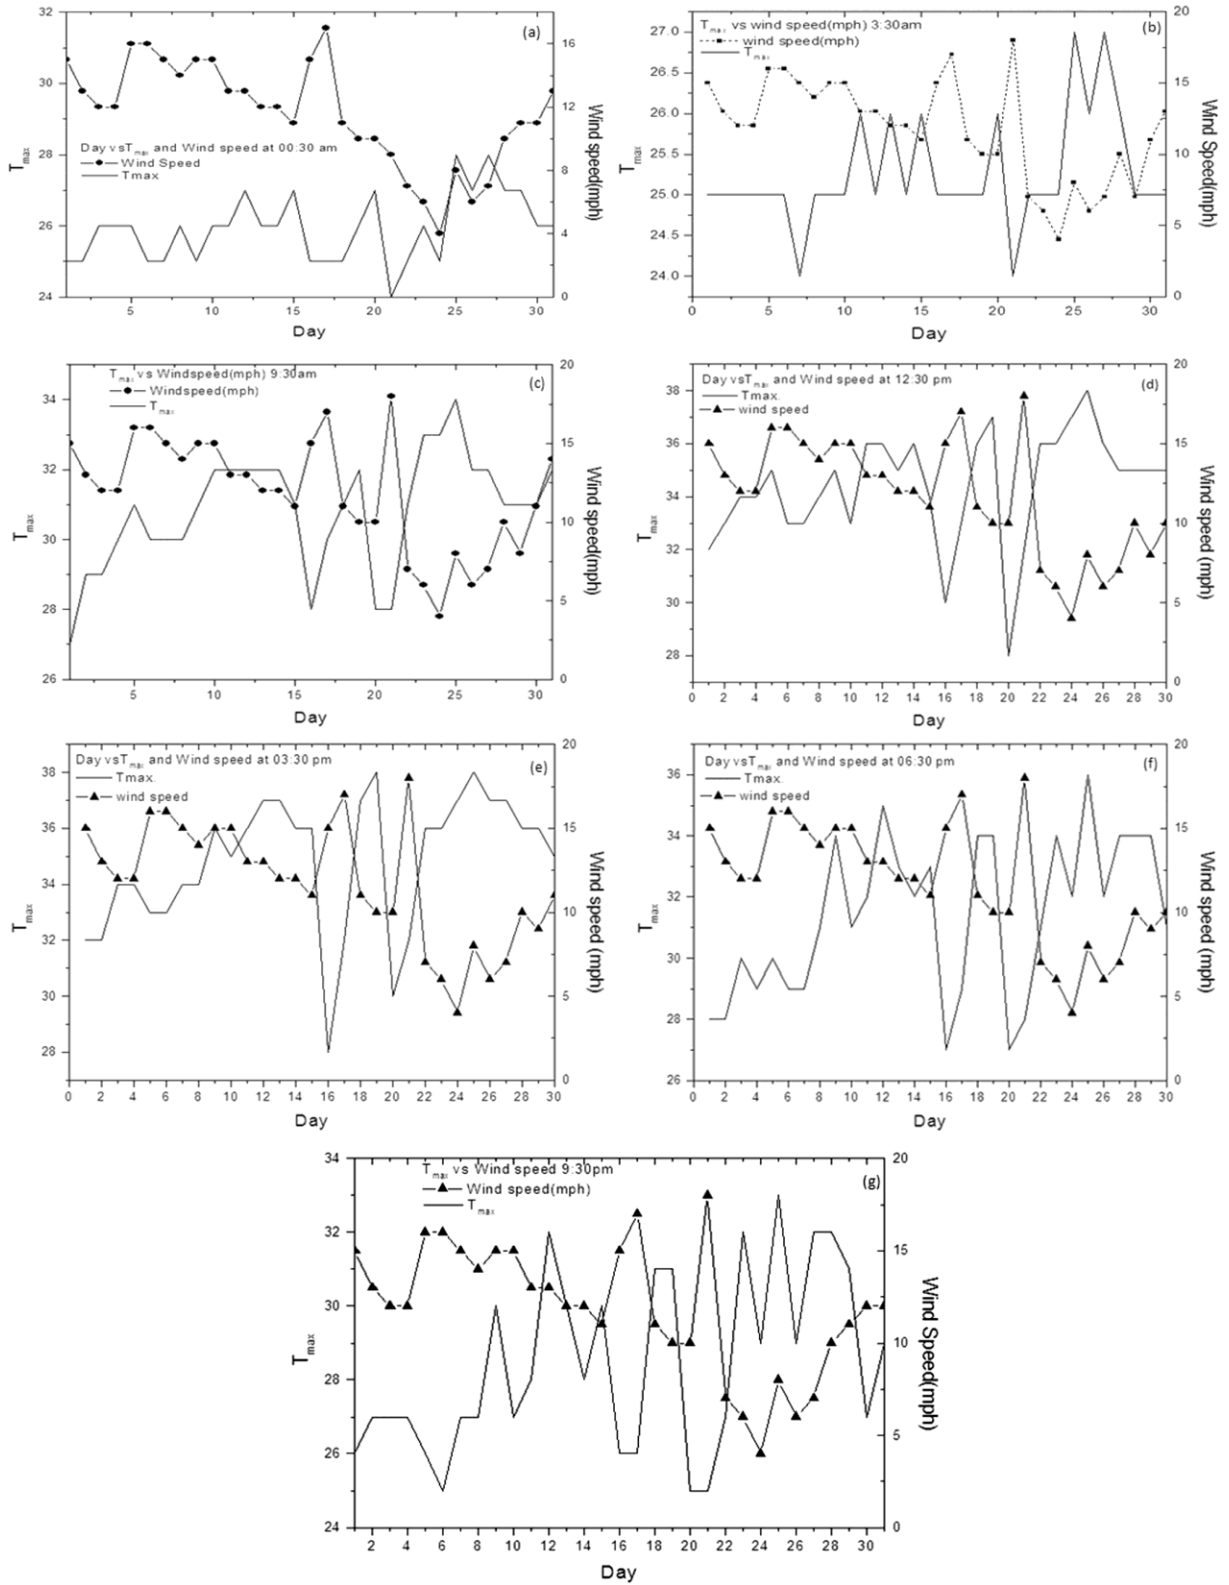 (a)
Day vsTmax and Wind speed at 00:30 am
Wind Speed
Tmax
32
30
28
26
24
16
12
8
4
0
5 10 15 20 25 30
Tmax
Wind speed(mph)
Day
(b)
Tmax vs wind speed(mph) 3:30am
wind speed(mph)
Tmax
27.0
26.5
26.0
25.5
25.0
24.5
24.0
20
15
10
5
0
0 5 10 15 20 25 30
Tmax
Wind Speed(mph)
Day
(c)
Tmax vs Windspeed(mph) 9:30am
Windspeed(mph)
Tmax
34
32
30
28
26
20
15
10
5
0
5 10 15 20 25 30
Tmax
Wind speed(mph)
Day
(d)
Day vsTmax and Wind speed at 12:30 pm
Tmax.
wind speed
38
36
34
32
30
28
20
15
10
5
0
0 2 4 6 8 10 12 14 16 18 20 22 24 26 28 30
Tmax
Wind speed (mph)
Day
(e)
Day vsTmax and Wind speed at 03:30 pm
Tmax.
wind speed
38
36
34
32
30
28
20
15
10
5
0
0 2 4 6 8 10 12 14 16 18 20 22 24 26 28 30
Tmax
Wind speed (mph)
Day
(f)
Day vsTmax and Wind speed at 06:30 pm
Tmax.
wind speed
36
34
32
30
28
26
20
15
10
5
0
0 2 4 6 8 10 12 14 16 18 20 22 24 26 28 30
Tmax
Wind speed (mph)
Day
(g)
Tmax vs Wind speed 9:30pm
Wind speed(mph)
Tmax
34
32
30
28
26
24
20
15
10
5
0
2 4 6 8 10 12 14 16 18 20 22 24 26 28 30
Tmax
Wind Speed(mph)
Day